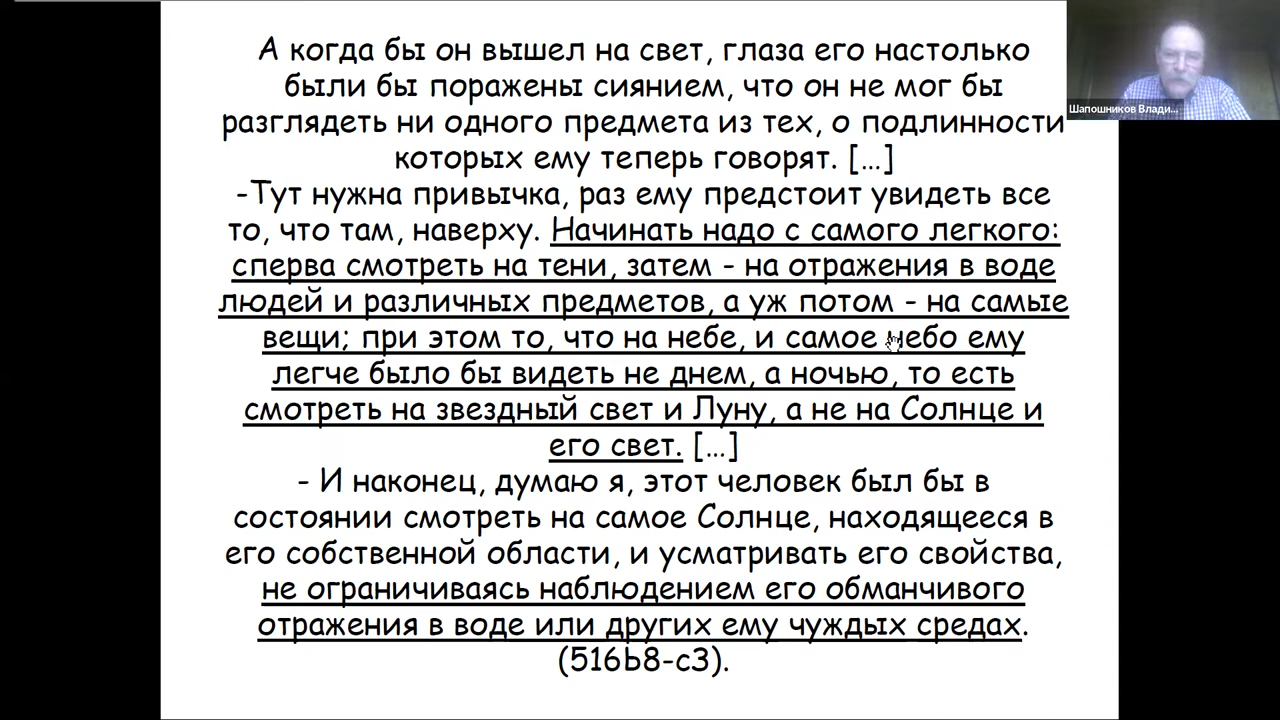 А когда бы он вышел на свет, глаза его настолько
были бы поражены сиянием, что он не мог бы
разглядеть ни одного предмета из тех, о подлинности
которых ему теперь говорят. [...]
-Тут нужна привычка, раз ему предстоит увидеть все
то, что там, наверху. Начинать надо с самого легкого:
сперва смотреть на тени, затем - на отражения в воде
людей и различных предметов, а уж потом - на самые
вещи; при этом то, что на небе, и самое небо ему
легче было бы видеть не днем, а ночью, то есть
смотреть на звездный свет и Луну, а не на Солнце и
его свет. [...]
- И наконец, думаю я, этот человек был бы в
состоянии смотреть на самое Солнце, находящееся в
его собственной области, и усматривать его свойства,
не ограничиваясь наблюдением его обманчивого
отражения в воде или других ему чуждых средах.
(516b8-c3).
Шапошников Влади...